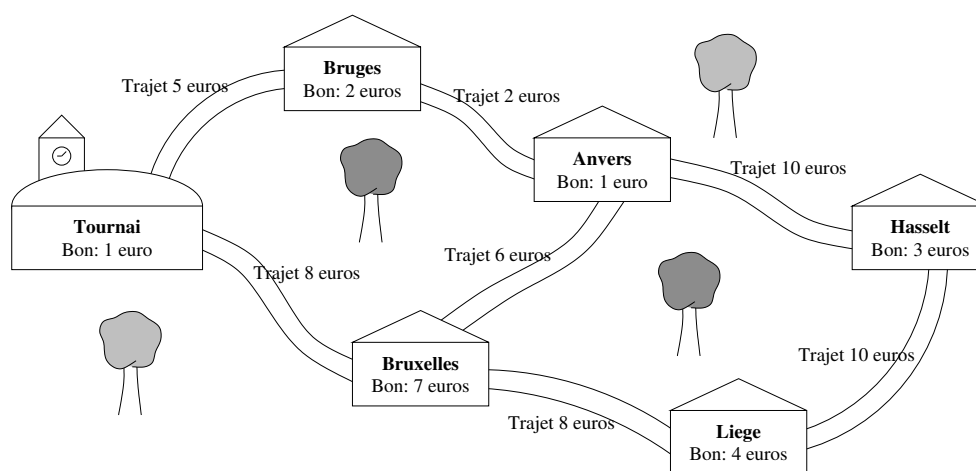 Bruges
Bon: 2 euros
Trajet 5 euros
Trajet 2 euros
Anvers
Bon: 1 euro
Trajet 10 euros
Tournai
Bon: 1 euro
Hasselt
Bon: 3 euros
Trajet 6 euros
Trajet 8 euros
Bruxelles
Bon: 7 euros
Trajet 10 euros
Trajet 8 euros
Liege
Bon: 4 euros